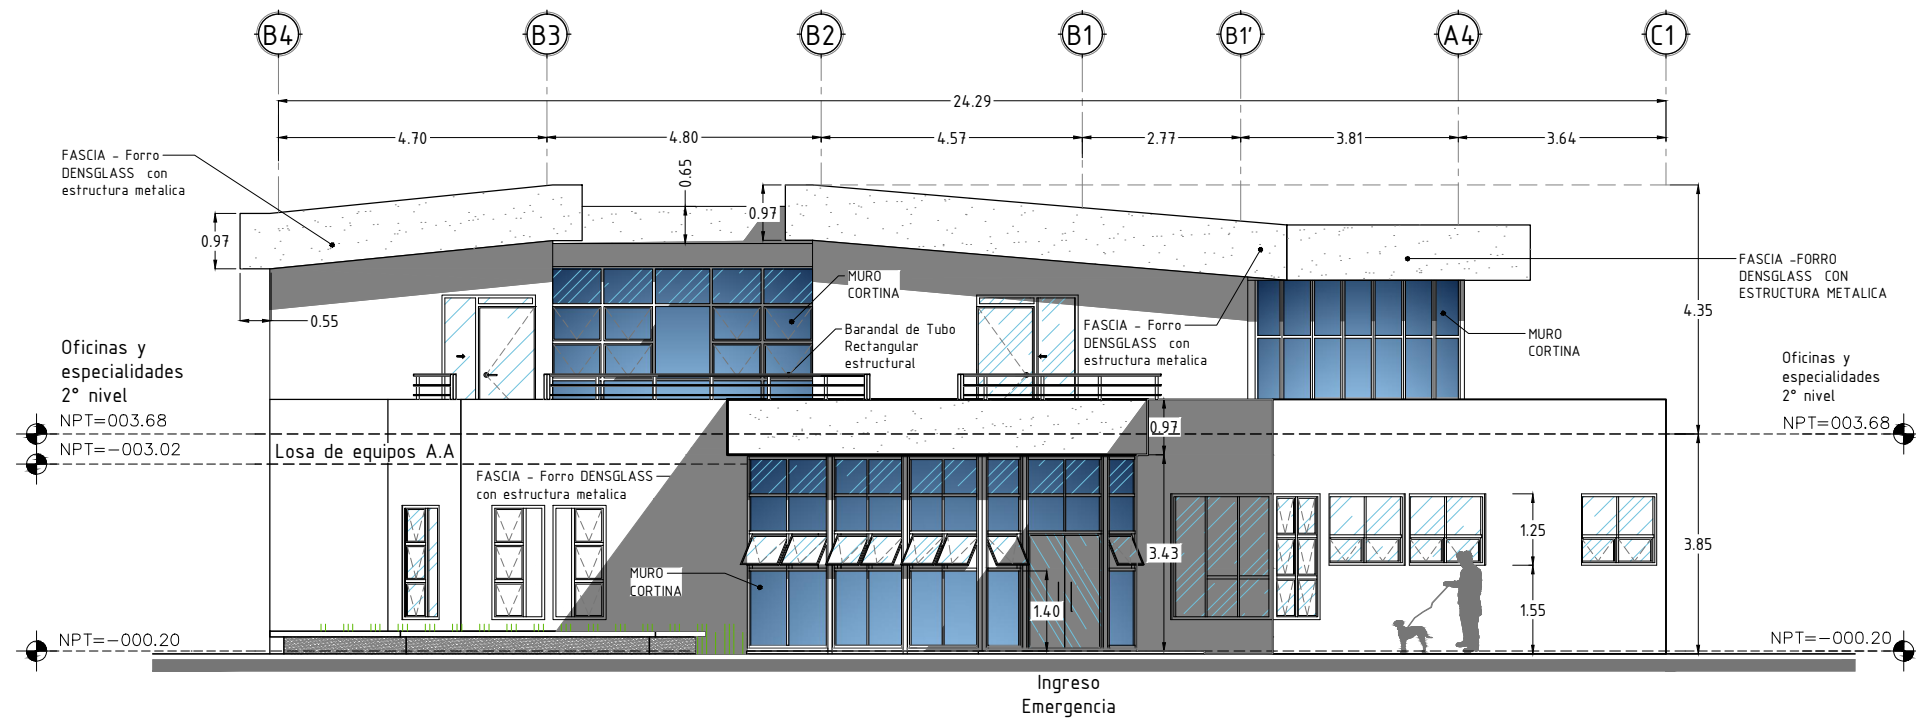 B4 B3 B2 B1 B1' A4 C1
24.29
4.70 4.80 4.57 2.77 3.81 3.64
FASCIA - Forro
DENSGLASS con
estructura metalica
0.65
0.97
0.97
0.55
MURO
CORTINA
Barandal de Tubo
Rectangular
estructural
FASCIA - Forro
DENSGLASS con
estructura metalica
FASCIA -FORRO
DENSGLASS CON
ESTRUCTURA METALICA
4.35
MURO
CORTINA
Oficinas y
especialidades
2° nivel
NPT=003.68
NPT=-003.02
Losa de equipos A.A
Oficinas y
especialidades
2° nivel
NPT=003.68
0.97
FASCIA - Forro DENSGLASS
con estructura metalica
MURO
CORTINA
3.43
1.40
1.25
1.55
3.85
NPT=-000.20
NPT=-000.20
Ingreso
Emergencia